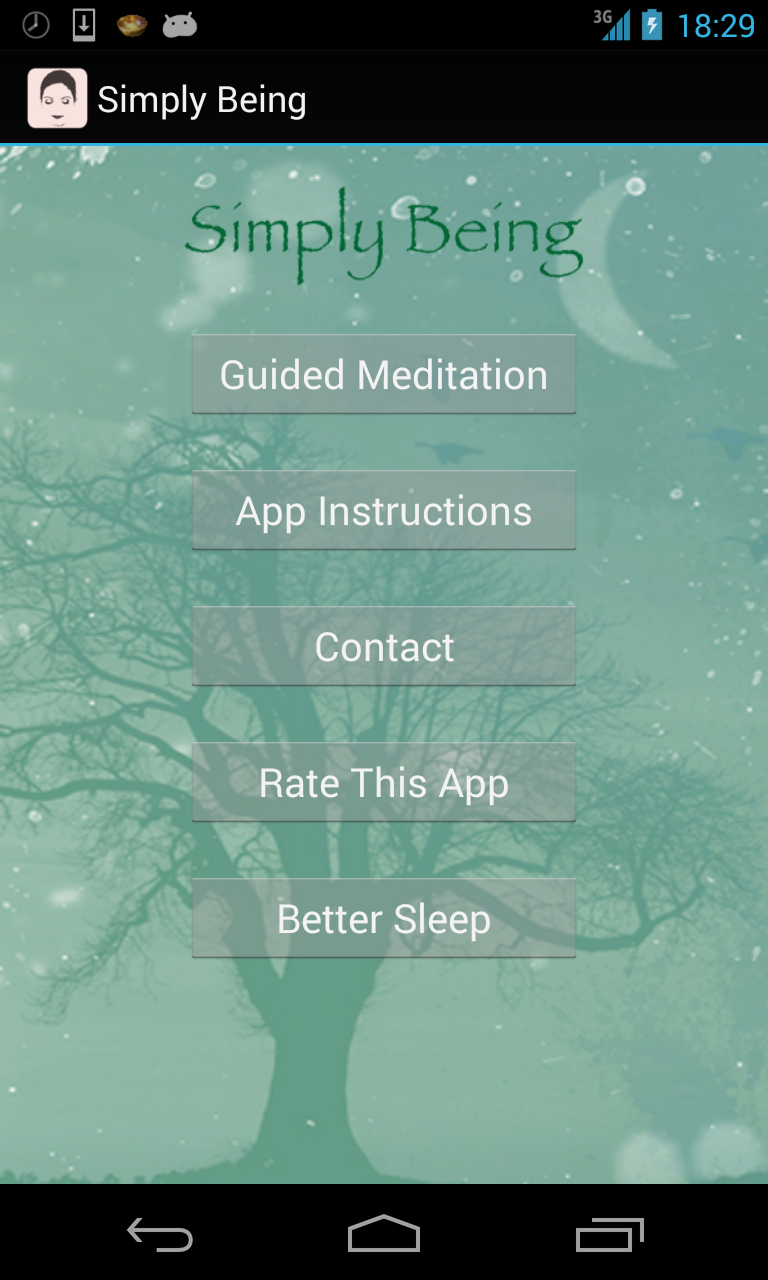 3G 18:29
Simply Being
Simply Being
Guided Meditation
App Instructions
Contact
Rate This App
Better Sleep